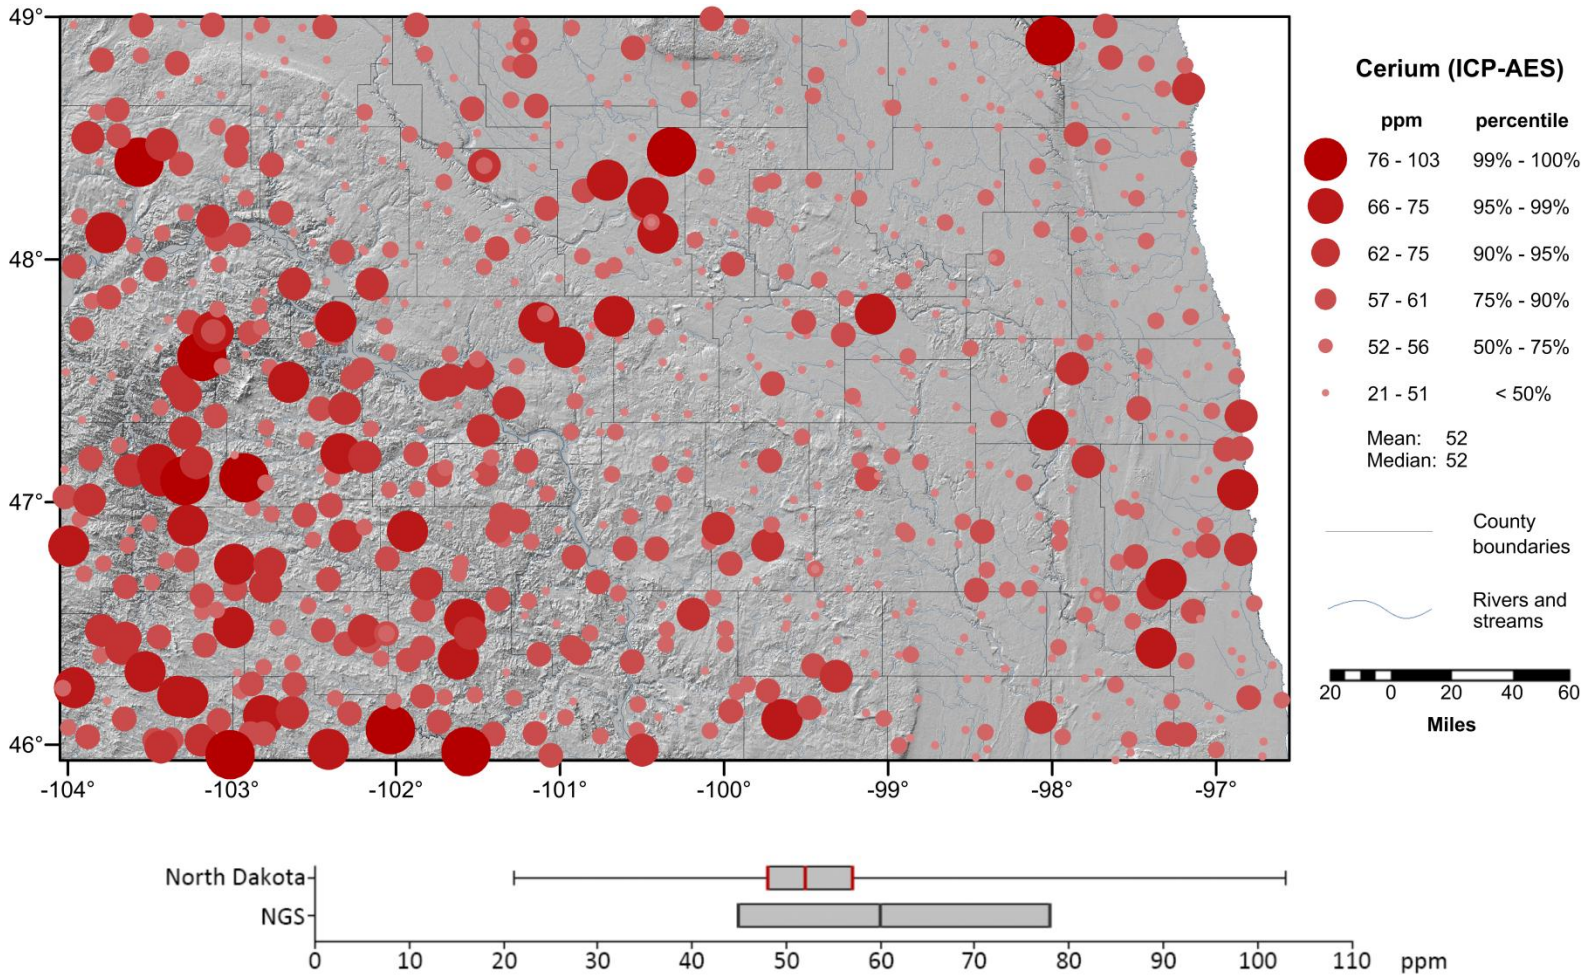 49°
48°
47°
46°
-104°
-103°
-102°
-101°
-100°
-99°
-98°
-97°
Cerium (ICP-AES)
ppm percentile
76 - 103 99% - 100%
66 - 75 95% - 99%
62 - 75 90% - 95%
57 - 61 75% - 90%
52 - 56 50% - 75%
21 - 51 < 50%
Mean: 52
Median: 52
County
boundaries
Rivers and
streams
20 0 20 40 60
Miles
North Dakota
NGS
0 10 20 30 40 50 60 70 80 90 100 110 ppm